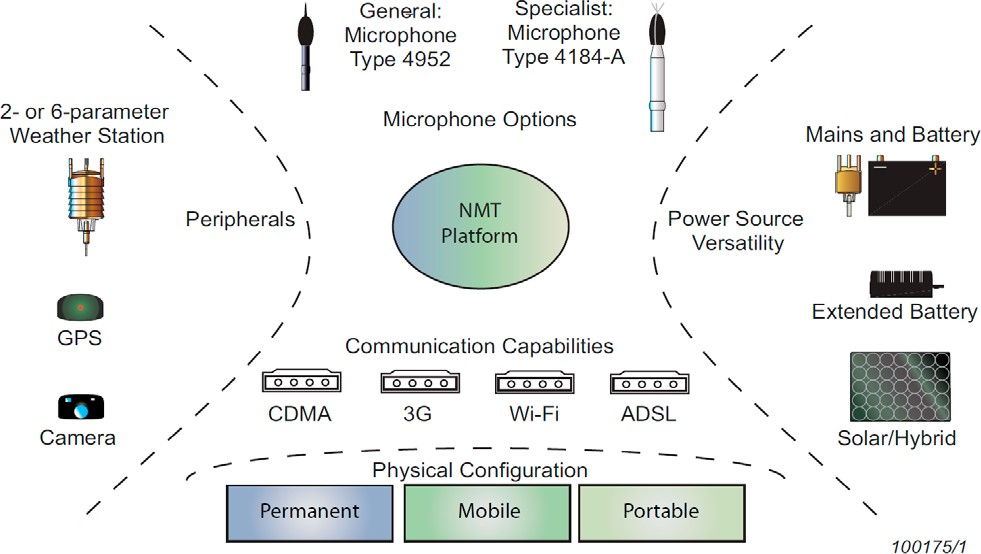 General:
Microphone
Type 4952
Specialist:
Microphone
Type 4184-A
2- or 6-parameter
Weather Station
Microphone Options
Mains and Battery
Peripherals
NMT
Platform
Power Source
Versatility
GPS
Extended Battery
Communication Capabilities
CDMA
3G
Wi-Fi
ADSL
Camera
Solar/Hybrid
Physical Configuration
Permanent
Mobile
Portable
100175/1